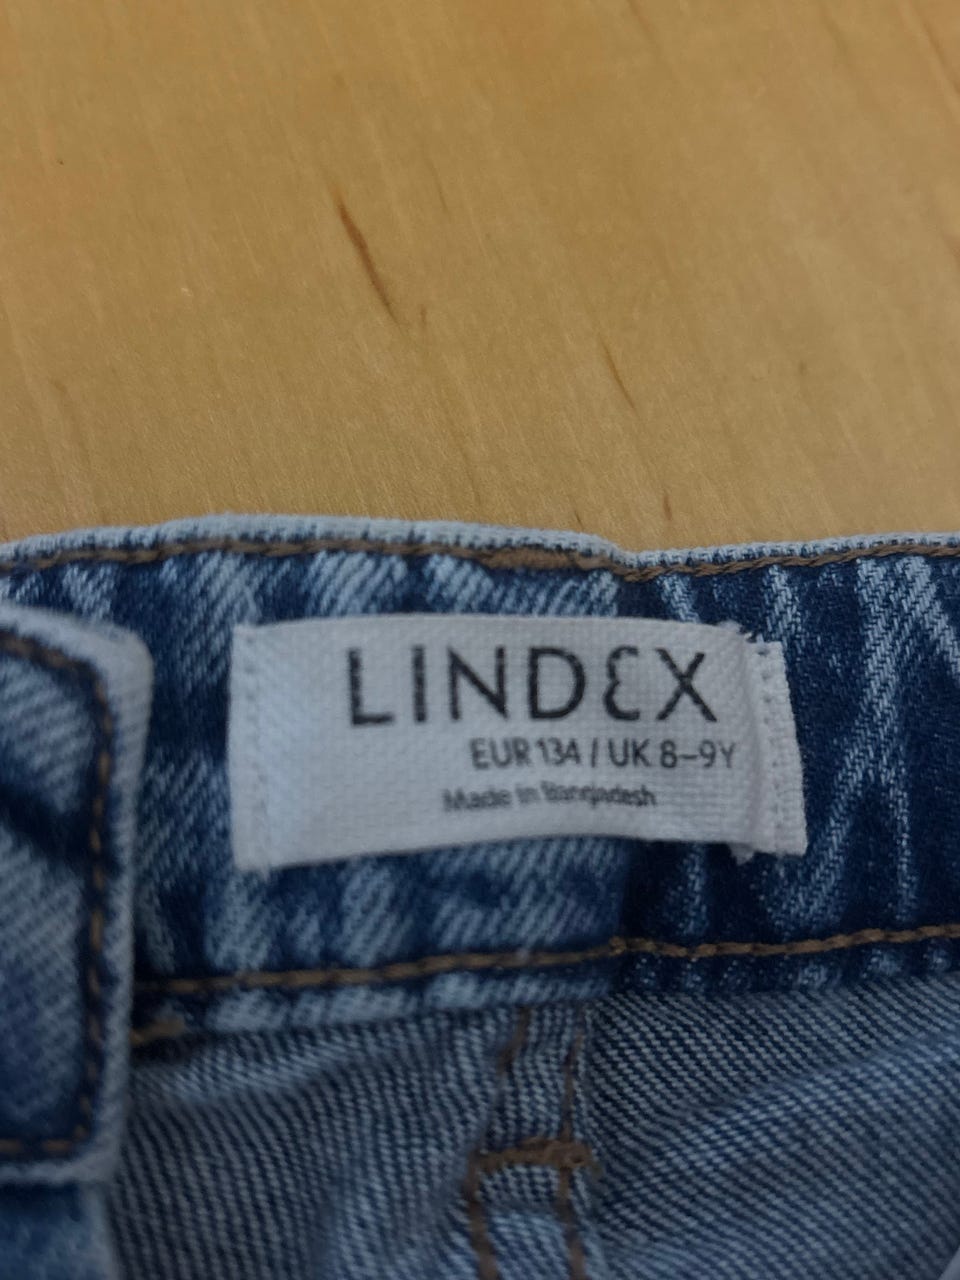 LINDEX
EUR 134 / UK 8–9Y
Made in Bangladesh